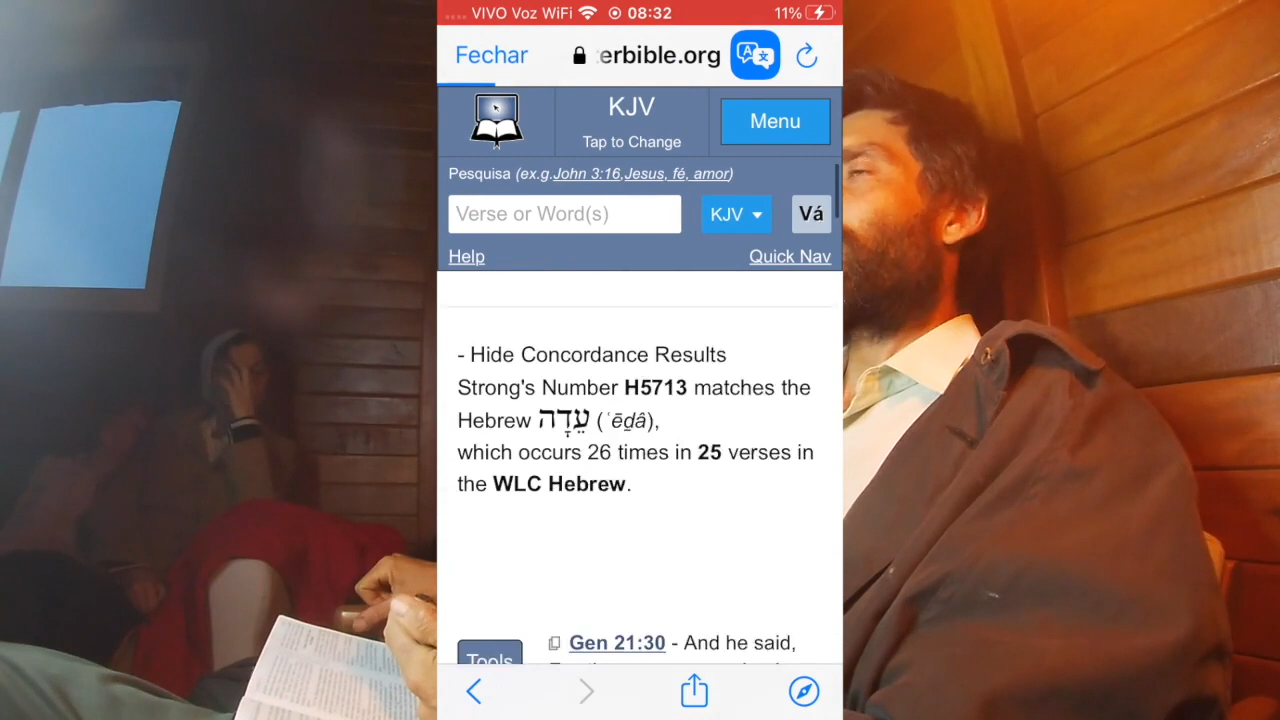 VIVO Voz WiFi 08:32 11%
Fechar erbible.org
KJV
Tap to Change
Menu
Pesquisa (ex.g.John 3:16,Jesus, fé, amor)
Verse or Word(s) KJV Vá
Help Quick Nav
- Hide Concordance Results
Strong's Number H5713 matches the
Hebrew עֵדָה (ʿēḏâ),
which occurs 26 times in 25 verses in
the WLC Hebrew.
Tools Gen 21:30 - And he said,